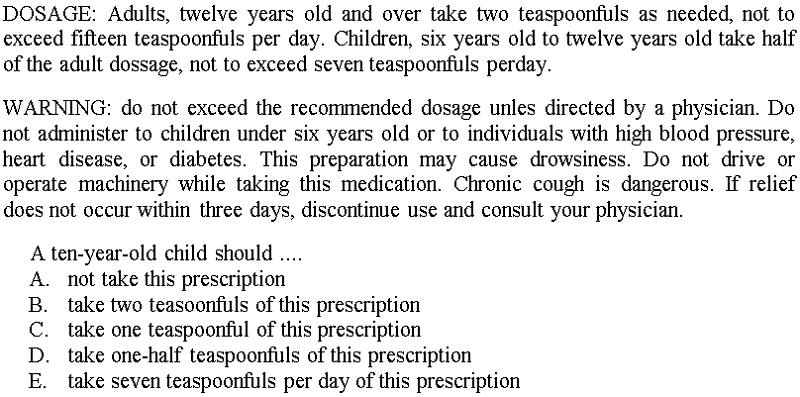 DOSAGE: Adults, twelve years old and over take two teaspoonfuls as needed, not to
exceed fifteen teaspoonfuls per day. Children, six years old to twelve years old take half
of the adult dossage, not to exceed seven teaspoonfuls perday.
WARNING: do not exceed the recommended dosage unles directed by a physician. Do
not administer to children under six years old or to individuals with high blood pressure,
heart disease, or diabetes. This preparation may cause drowsiness. Do not drive or
operate machinery while taking this medication. Chronic cough is dangerous. If relief
does not occur within three days, discontinue use and consult your physician.
A ten-year-old child should ....
A. not take this prescription
B. take two teasoonfuls of this prescription
C. take one teaspoonful of this prescription
D. take one-half teaspoonfuls of this prescription
E. take seven teaspoonfuls per day of this prescription